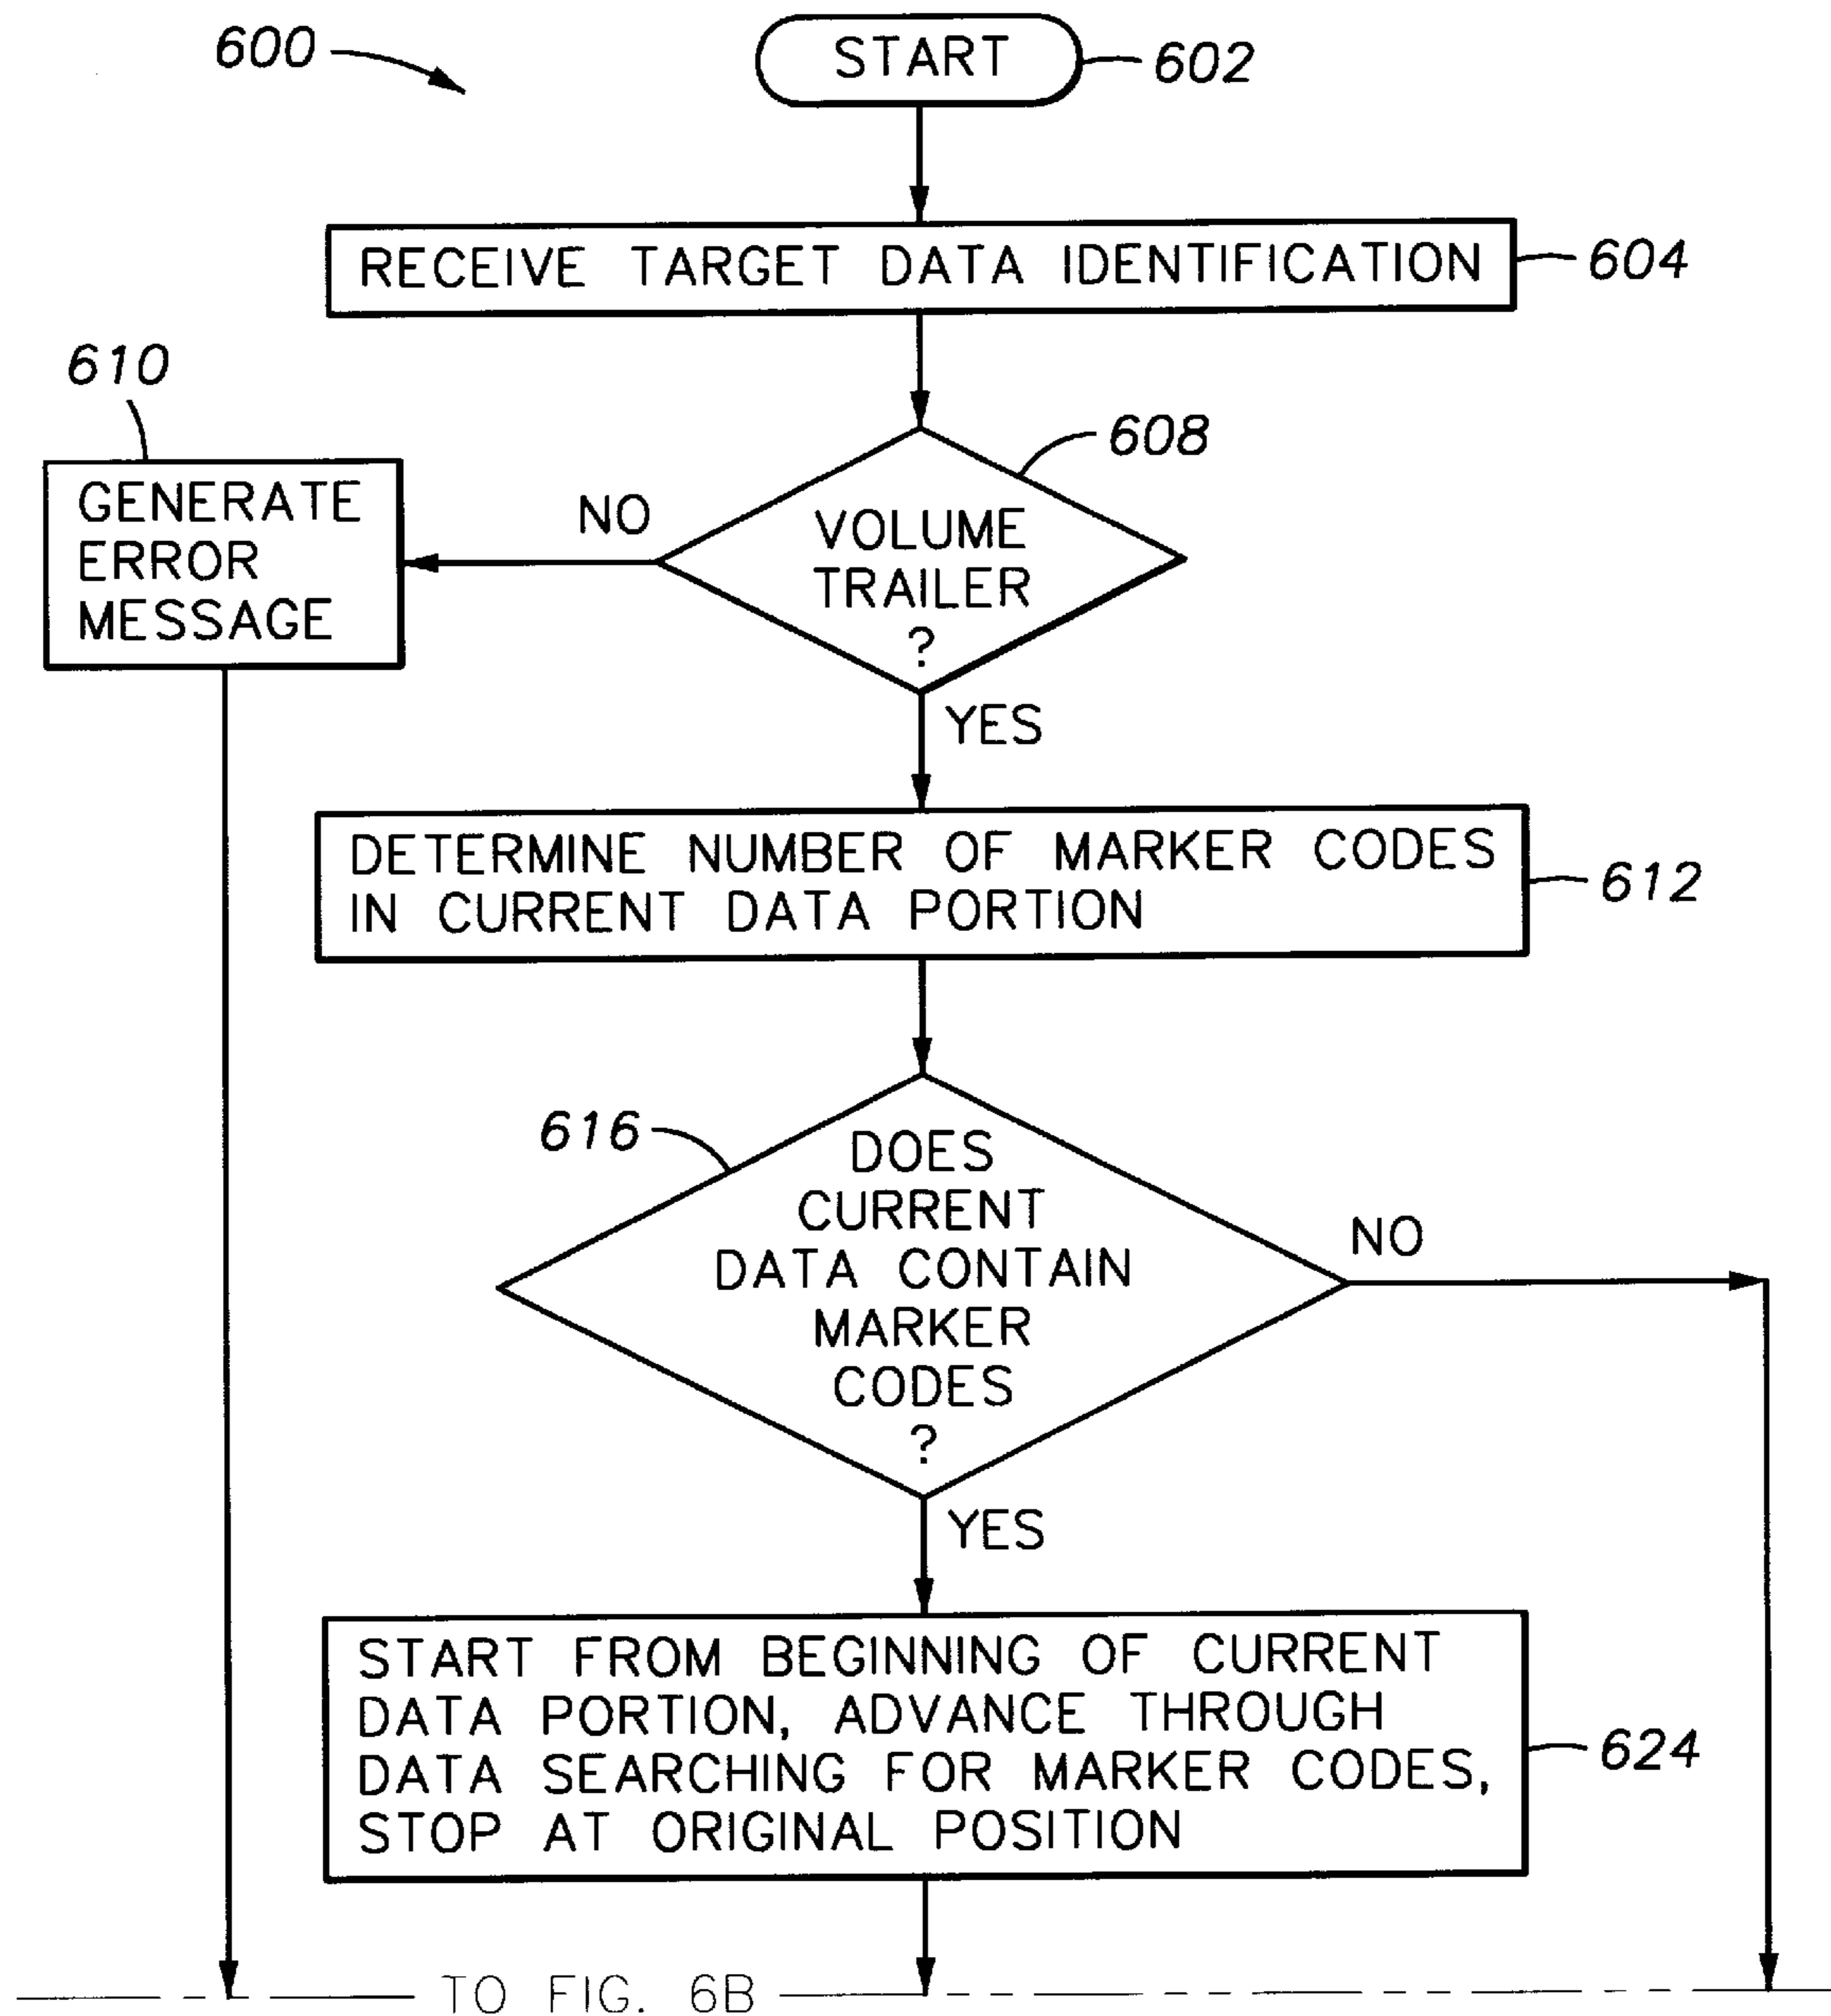 600
START
602
RECEIVE TARGET DATA IDENTIFICATION
604
610
608
GENERATE
ERROR
MESSAGE
NO
VOLUME
TRAILER
?
YES
DETERMINE NUMBER OF MARKER CODES
IN CURRENT DATA PORTION
612
616
DOES
CURRENT
DATA CONTAIN
MARKER
CODES
?
NO
YES
START FROM BEGINNING OF CURRENT
DATA PORTION, ADVANCE THROUGH
DATA SEARCHING FOR MARKER CODES,
STOP AT ORIGINAL POSITION
624
TO FIG. 6B